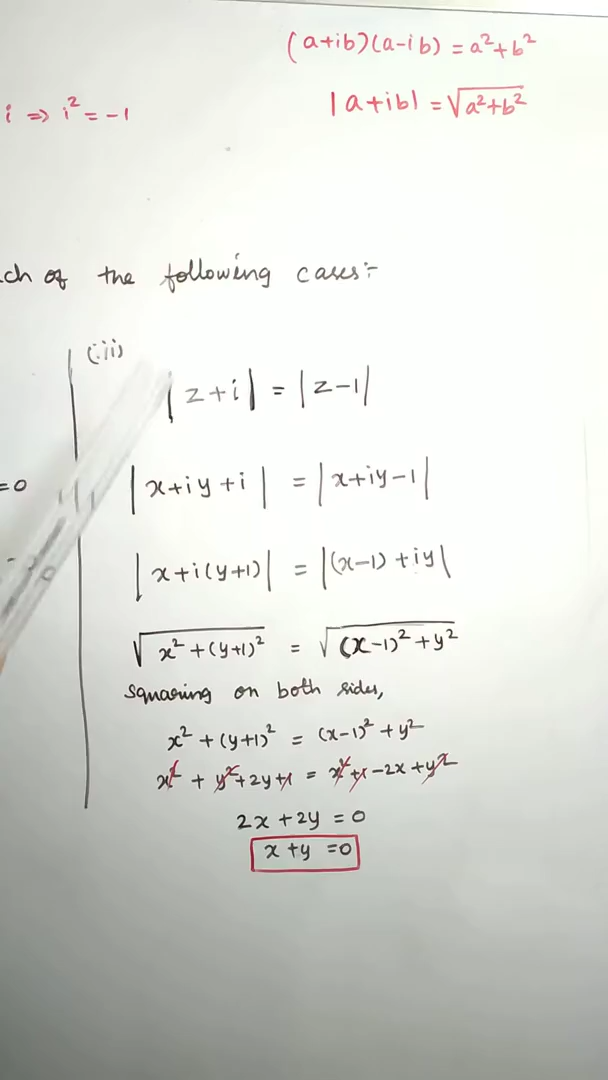 (a+ib)(a-ib) = a²+b²
i ⇒ i² = -1
|a+ib| = √a²+b²
ch of the following cases:-
(iii)
|z+i| = |z-1|
=0
|x+iy+i| = |x+iy-1|
|x+i(y+1)| = |(x-1)+iy|
√x²+(y+1)² = √(x-1)²+y²
squaring on both sides,
x² + (y+1)² = (x-1)² + y²
x² + y² + 2y + 1 = x² + 1 - 2x + y²
2x + 2y = 0
x + y = 0